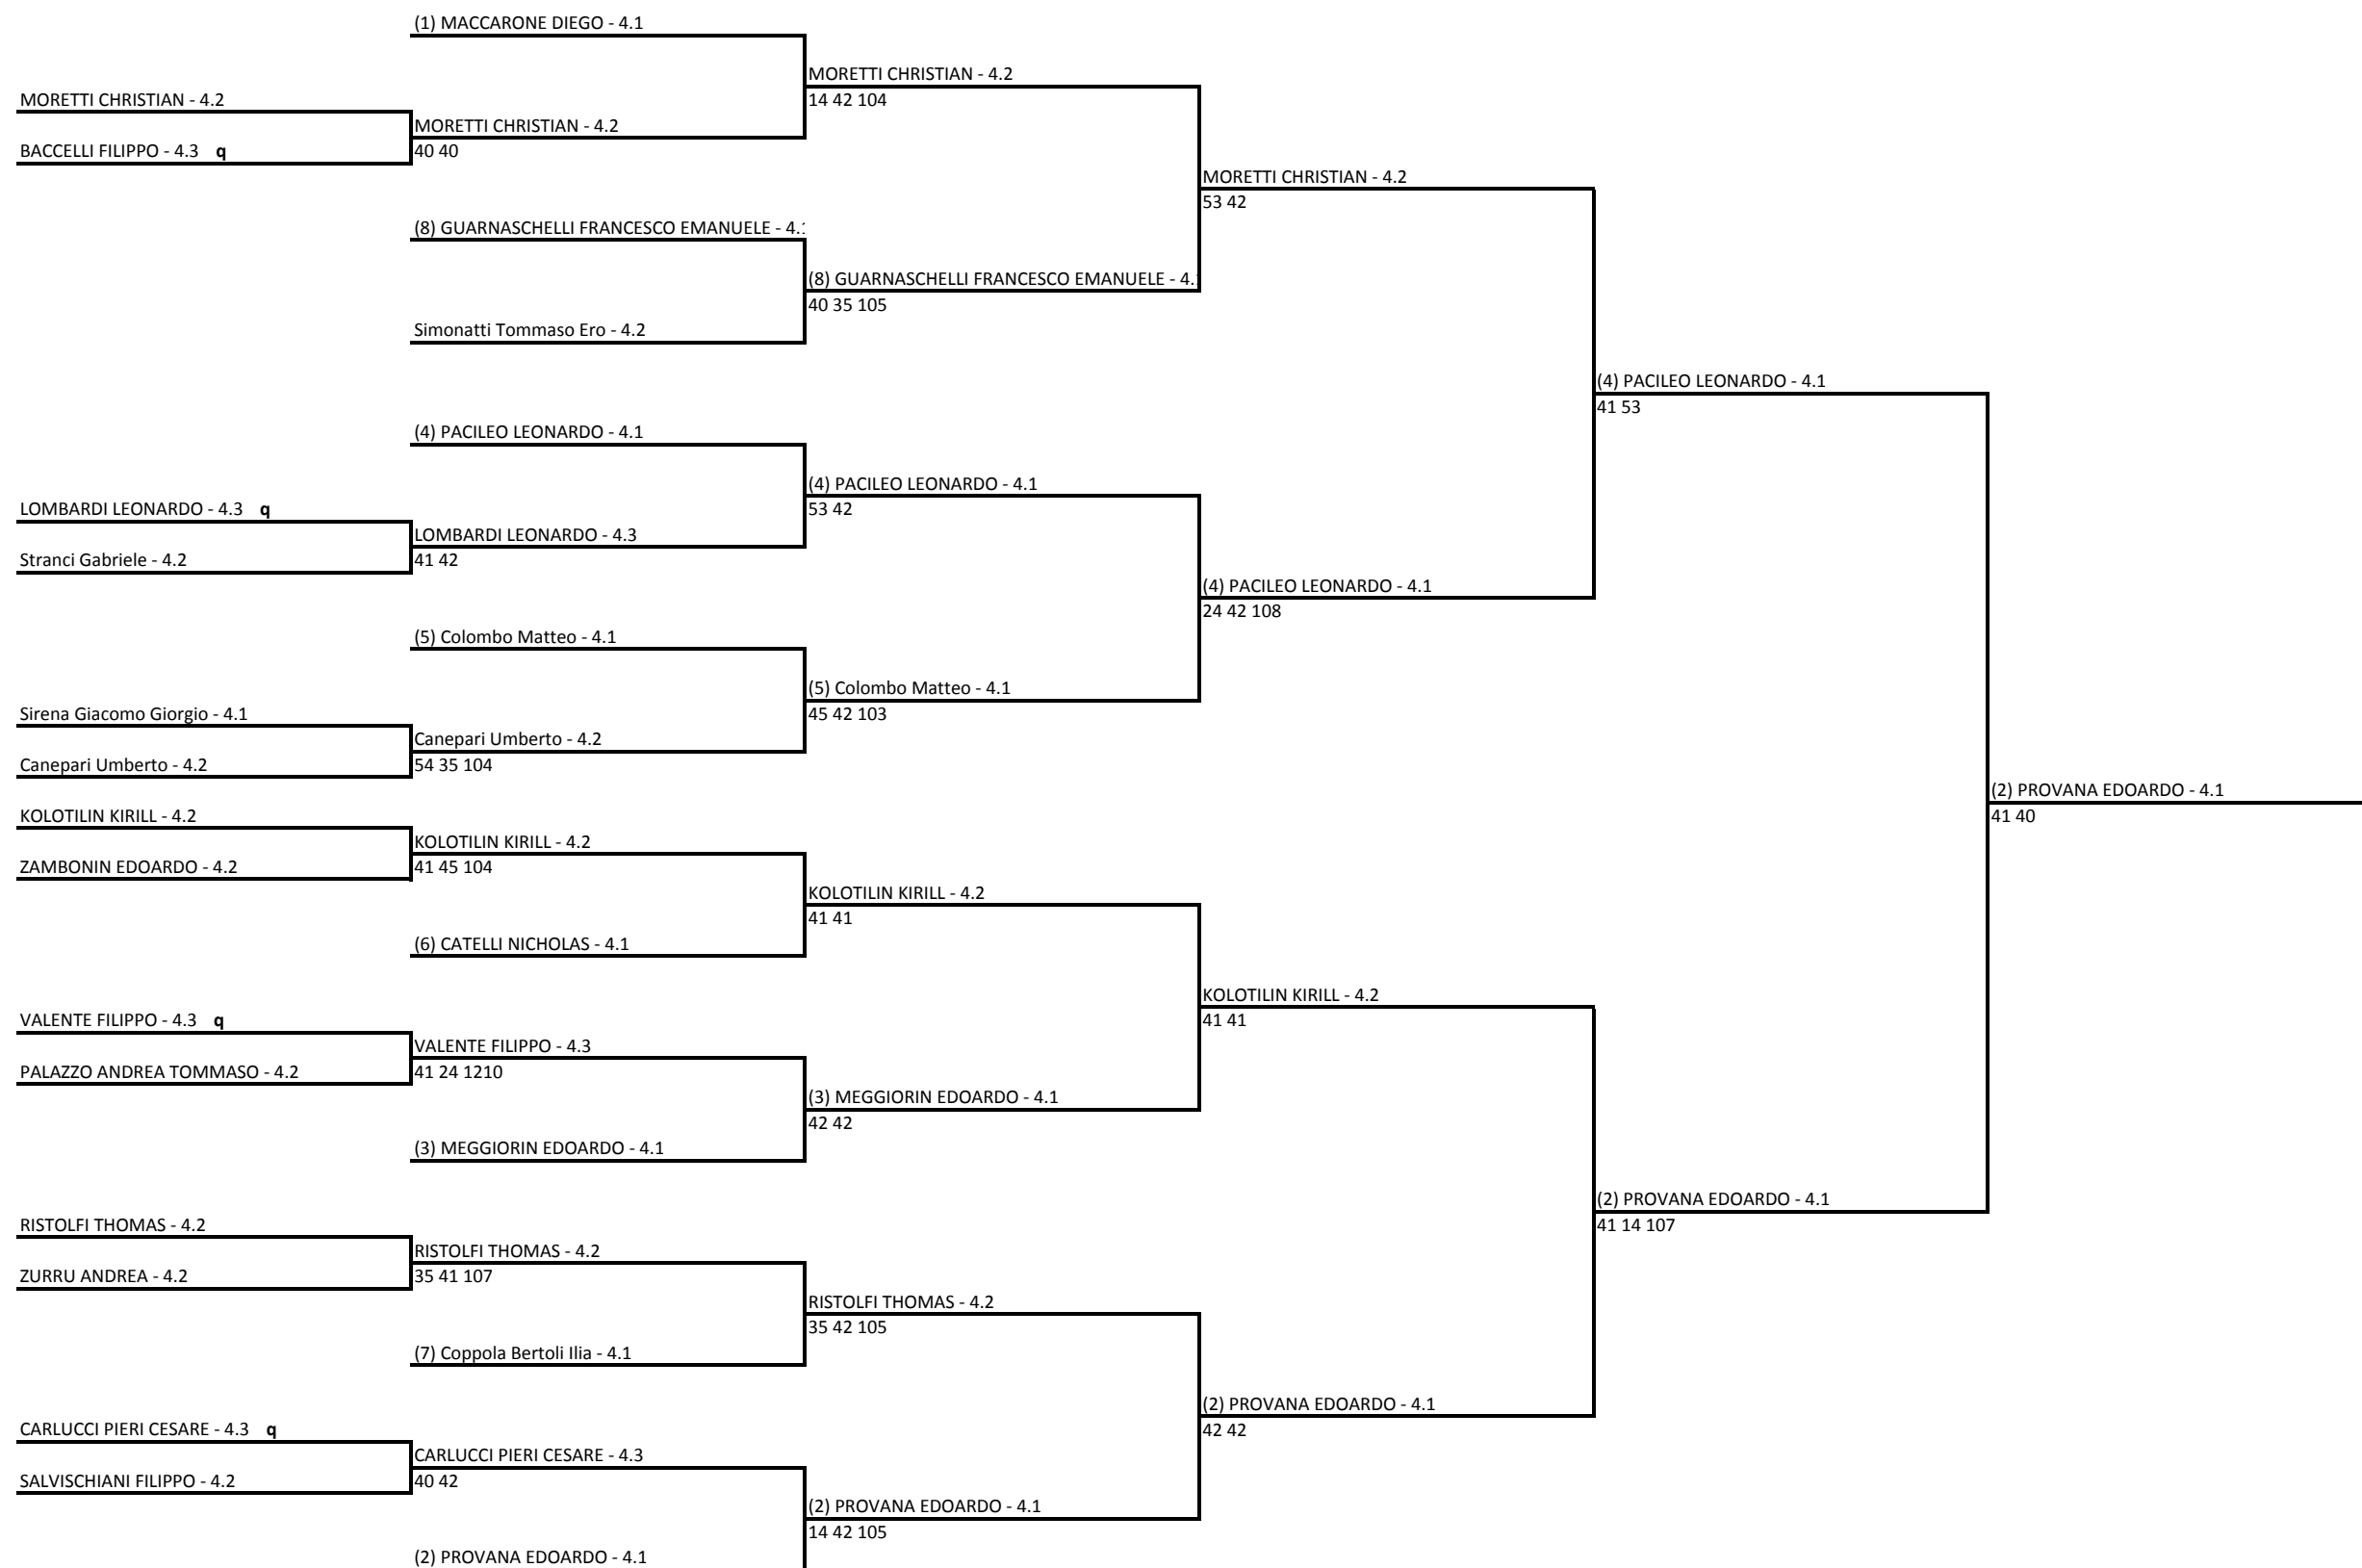 (1) MACCARONE DIEGO - 4.1
MORETTI CHRISTIAN - 4.2
MORETTI CHRISTIAN - 4.2
14 42 104
MORETTI CHRISTIAN - 4.2
BACCELLI FILIPPO - 4.3 q
40 40
MORETTI CHRISTIAN - 4.2
53 42
(8) GUARNASCHELLI FRANCESCO EMANUELE - 4.1
(8) GUARNASCHELLI FRANCESCO EMANUELE - 4.
40 35 105
Simonatti Tommaso Ero - 4.2
(4) PACILEO LEONARDO - 4.1
41 53
(4) PACILEO LEONARDO - 4.1
(4) PACILEO LEONARDO - 4.1
53 42
LOMBARDI LEONARDO - 4.3 q
LOMBARDI LEONARDO - 4.3
Stranci Gabriele - 4.2
41 42
(4) PACILEO LEONARDO - 4.1
24 42 108
(5) Colombo Matteo - 4.1
(5) Colombo Matteo - 4.1
45 42 103
Sirena Giacomo Giorgio - 4.1
Canepari Umberto - 4.2
Canepari Umberto - 4.2
54 35 104
(2) PROVANA EDOARDO - 4.1
41 40
KOLOTILIN KIRILL - 4.2
KOLOTILIN KIRILL - 4.2
ZAMBONIN EDOARDO - 4.2
41 45 104
KOLOTILIN KIRILL - 4.2
41 41
(6) CATELLI NICHOLAS - 4.1
KOLOTILIN KIRILL - 4.2
41 41
VALENTE FILIPPO - 4.3 q
VALENTE FILIPPO - 4.3
PALAZZO ANDREA TOMMASO - 4.2
41 24 1210
(3) MEGGIORIN EDOARDO - 4.1
42 42
(3) MEGGIORIN EDOARDO - 4.1
(2) PROVANA EDOARDO - 4.1
41 14 107
RISTOLFI THOMAS - 4.2
RISTOLFI THOMAS - 4.2
ZURRU ANDREA - 4.2
35 41 107
RISTOLFI THOMAS - 4.2
35 42 105
(7) Coppola Bertoli Ilia - 4.1
(2) PROVANA EDOARDO - 4.1
42 42
CARLUCCI PIERI CESARE - 4.3 q
CARLUCCI PIERI CESARE - 4.3
SALVISCHIANI FILIPPO - 4.2
40 42
(2) PROVANA EDOARDO - 4.1
14 42 105
(2) PROVANA EDOARDO - 4.1